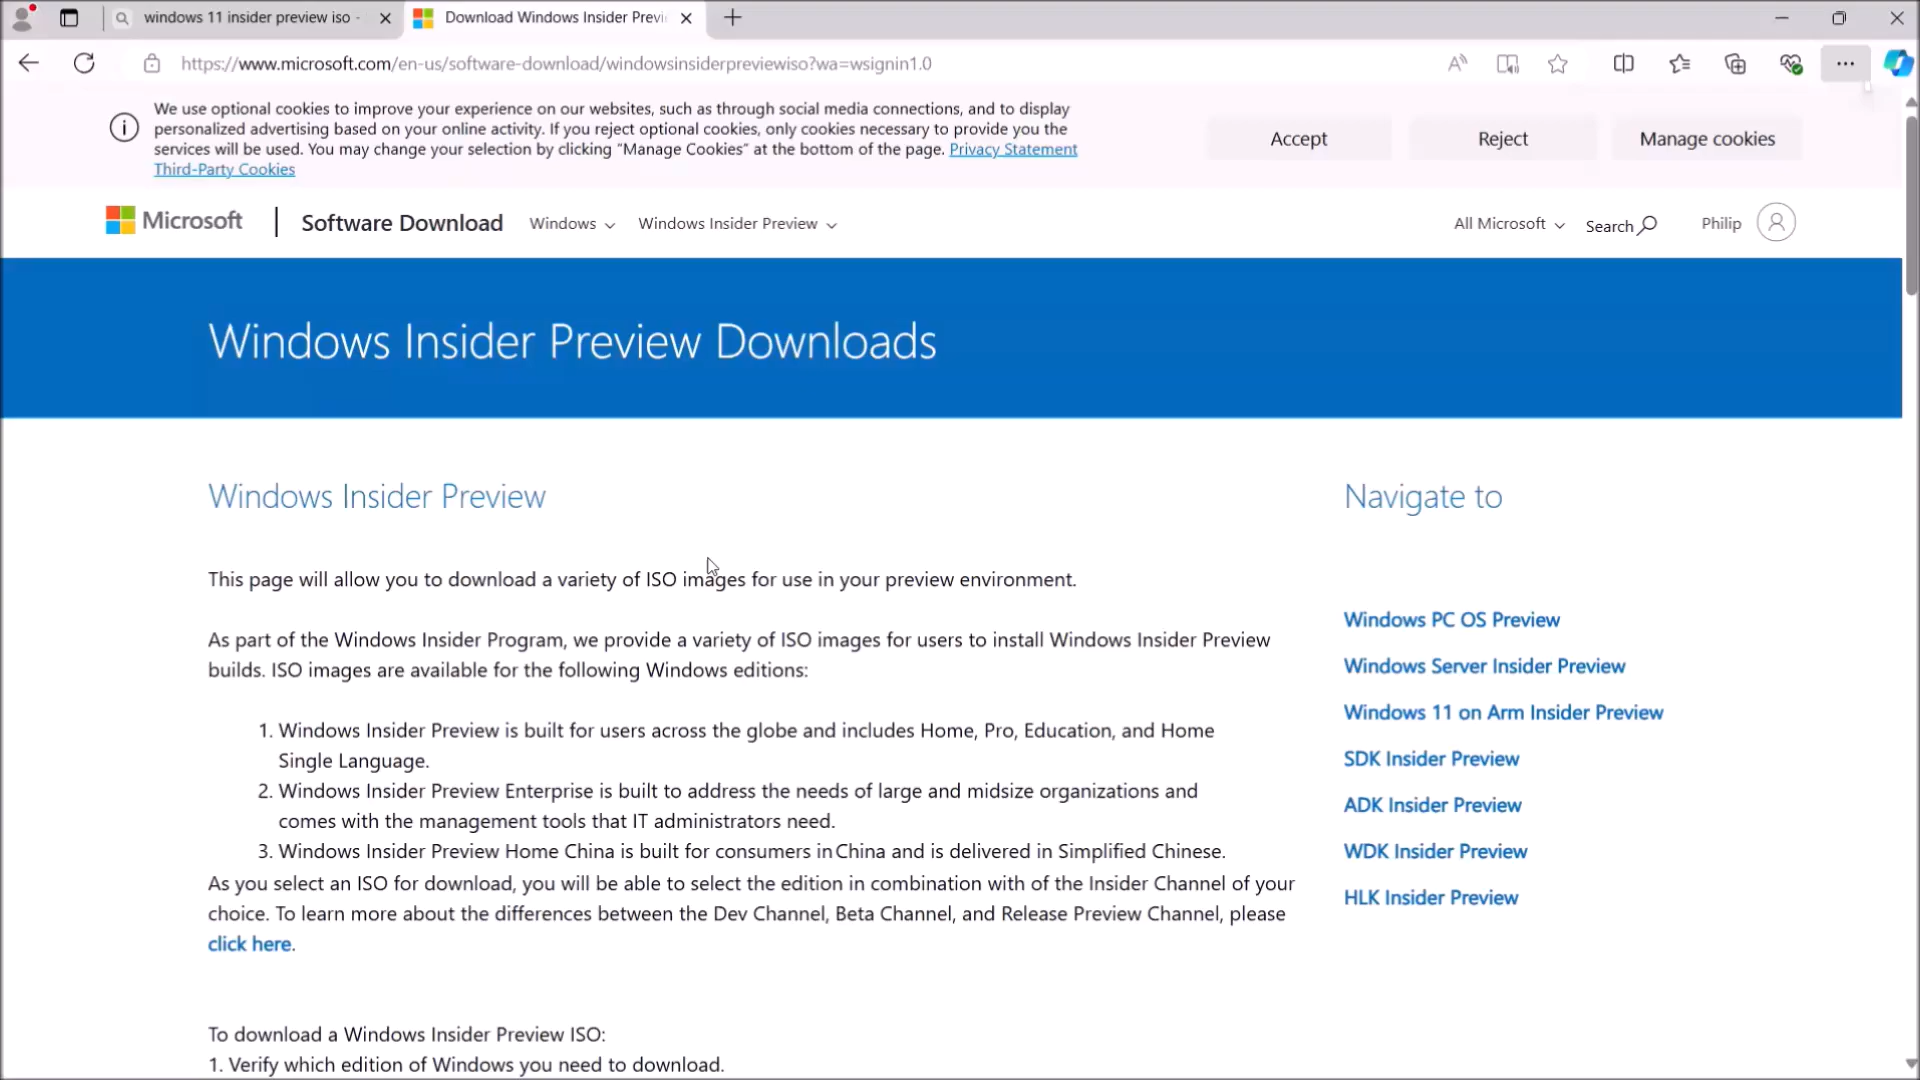 windows 11 insider preview iso -
Download Windows Insider Previ
https://www.microsoft.com/en-us/software-download/windowsinsiderpreviewiso?wa=wsignin1.0
We use optional cookies to improve your experience on our websites, such as through social media connections, and to display
personalized advertising based on your online activity. If you reject optional cookies, only cookies necessary to provide you the
services will be used. You may change your selection by clicking "Manage Cookies" at the bottom of the page. Privacy Statement
Third-Party Cookies
Accept
Reject
Manage cookies
Microsoft
Software Download
Windows
Windows Insider Preview
All Microsoft
Search
Philip
Windows Insider Preview Downloads
Windows Insider Preview
This page will allow you to download a variety of ISO images for use in your preview environment.
As part of the Windows Insider Program, we provide a variety of ISO images for users to install Windows Insider Preview
builds. ISO images are available for the following Windows editions:
1. Windows Insider Preview is built for users across the globe and includes Home, Pro, Education, and Home
Single Language.
2. Windows Insider Preview Enterprise is built to address the needs of large and midsize organizations and
comes with the management tools that IT administrators need.
3. Windows Insider Preview Home China is built for consumers in China and is delivered in Simplified Chinese.
As you select an ISO for download, you will be able to select the edition in combination with of the Insider Channel of your
choice. To learn more about the differences between the Dev Channel, Beta Channel, and Release Preview Channel, please
click here.
To download a Windows Insider Preview ISO:
1. Verify which edition of Windows you need to download.
Navigate to
Windows PC OS Preview
Windows Server Insider Preview
Windows 11 on Arm Insider Preview
SDK Insider Preview
ADK Insider Preview
WDK Insider Preview
HLK Insider Preview